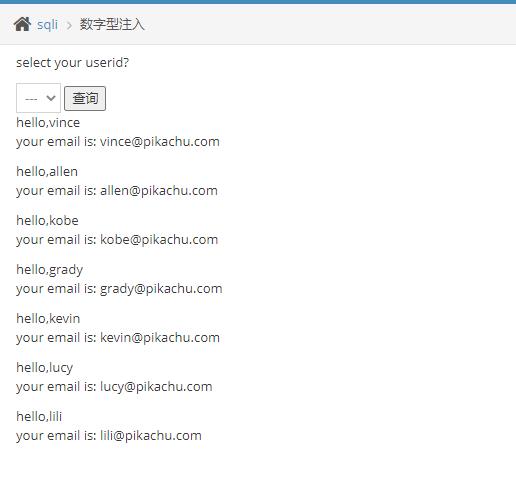 sqli > 数字型注入
select your userid?
--- 查询
hello,vince
your email is: vince@pikachu.com
hello,allen
your email is: allen@pikachu.com
hello,kobe
your email is: kobe@pikachu.com
hello,grady
your email is: grady@pikachu.com
hello,kevin
your email is: kevin@pikachu.com
hello,lucy
your email is: lucy@pikachu.com
hello,lili
your email is: lili@pikachu.com